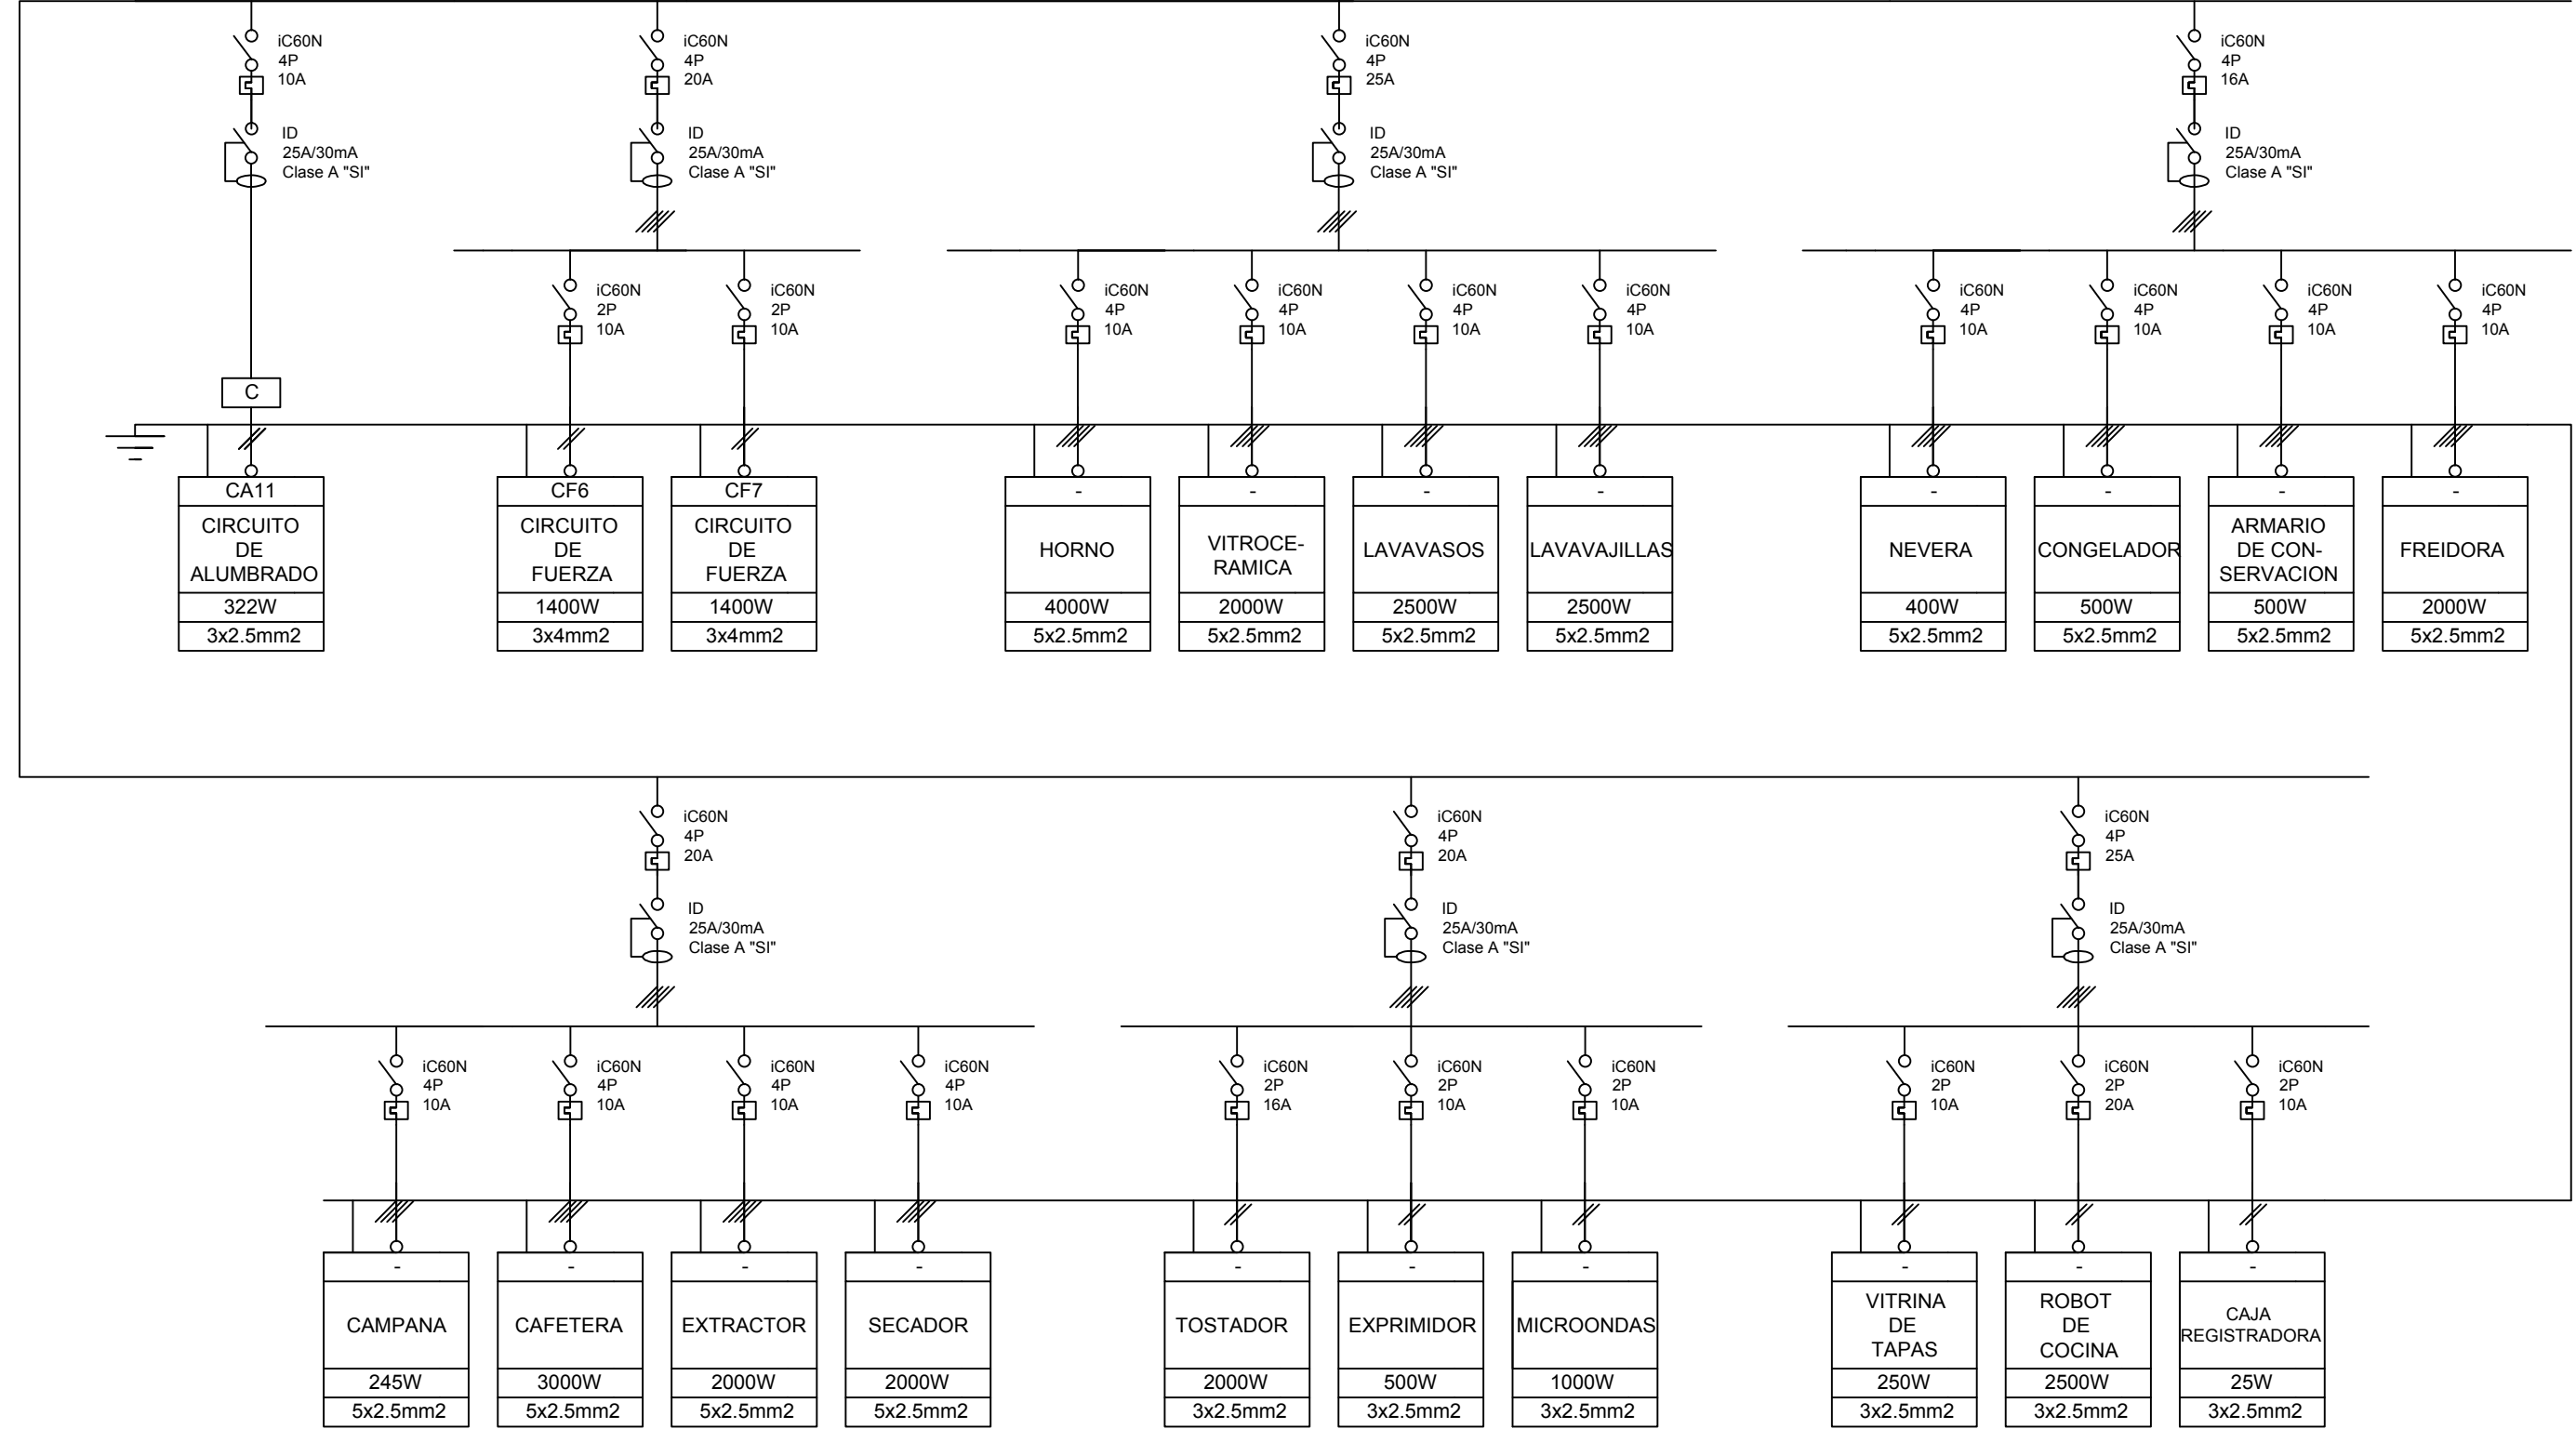 iC60N
4P
10A
iC60N
4P
20A
iC60N
4P
25A
iC60N
4P
16A
ID
25A/30mA
Clase A "SI"
ID
25A/30mA
Clase A "SI"
ID
25A/30mA
Clase A "SI"
ID
25A/30mA
Clase A "SI"
iC60N
2P
10A
iC60N
2P
10A
iC60N
4P
10A
iC60N
4P
10A
iC60N
4P
10A
iC60N
4P
10A
iC60N
4P
10A
iC60N
4P
10A
iC60N
4P
10A
iC60N
4P
10A
C
CA11
CIRCUITO
DE
ALUMBRADO
322W
3x2.5mm2
CF6
CIRCUITO
DE
FUERZA
1400W
3x4mm2
CF7
CIRCUITO
DE
FUERZA
1400W
3x4mm2
-
HORNO
4000W
5x2.5mm2
-
VITROCE-
RAMICA
2000W
5x2.5mm2
-
LAVAVASOS
2500W
5x2.5mm2
-
LAVAVAJILLAS
2500W
5x2.5mm2
-
NEVERA
400W
5x2.5mm2
-
CONGELADOR
500W
5x2.5mm2
-
ARMARIO
DE CON-
SERVACION
500W
5x2.5mm2
-
FREIDORA
2000W
5x2.5mm2
iC60N
4P
20A
iC60N
4P
20A
iC60N
4P
25A
ID
25A/30mA
Clase A "SI"
ID
25A/30mA
Clase A "SI"
ID
25A/30mA
Clase A "SI"
iC60N
4P
10A
iC60N
4P
10A
iC60N
4P
10A
iC60N
4P
10A
iC60N
2P
16A
iC60N
2P
10A
iC60N
2P
10A
iC60N
2P
10A
iC60N
2P
20A
iC60N
2P
10A
-
CAMPANA
245W
5x2.5mm2
-
CAFETERA
3000W
5x2.5mm2
-
EXTRACTOR
2000W
5x2.5mm2
-
SECADOR
2000W
5x2.5mm2
-
TOSTADOR
2000W
3x2.5mm2
-
EXPRIMIDOR
500W
3x2.5mm2
-
MICROONDAS
1000W
3x2.5mm2
-
VITRINA
DE
TAPAS
250W
3x2.5mm2
-
ROBOT
DE
COCINA
2500W
3x2.5mm2
-
CAJA
REGISTRADORA
25W
3x2.5mm2